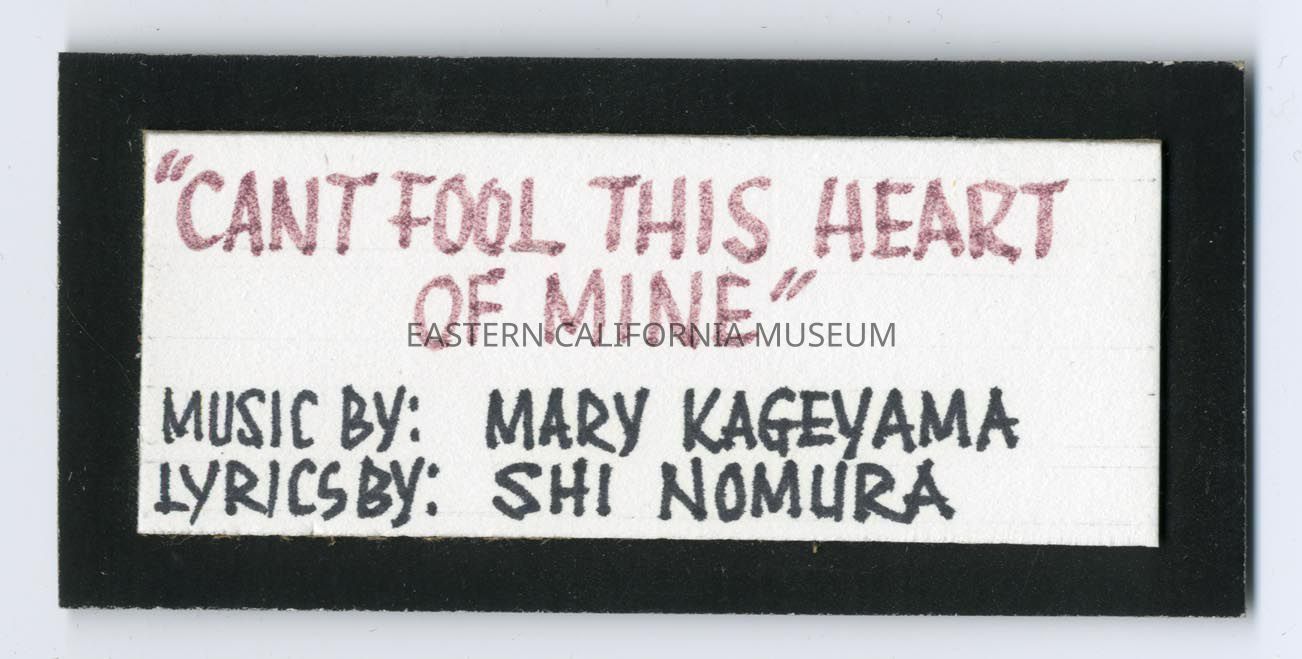 "CANT FOOL THIS HEART
OF MINE"
EASTERN CALIFORNIA MUSEUM
MUSIC BY: MARY KAGEYAMA
LYRICS BY: SHI NOMURA